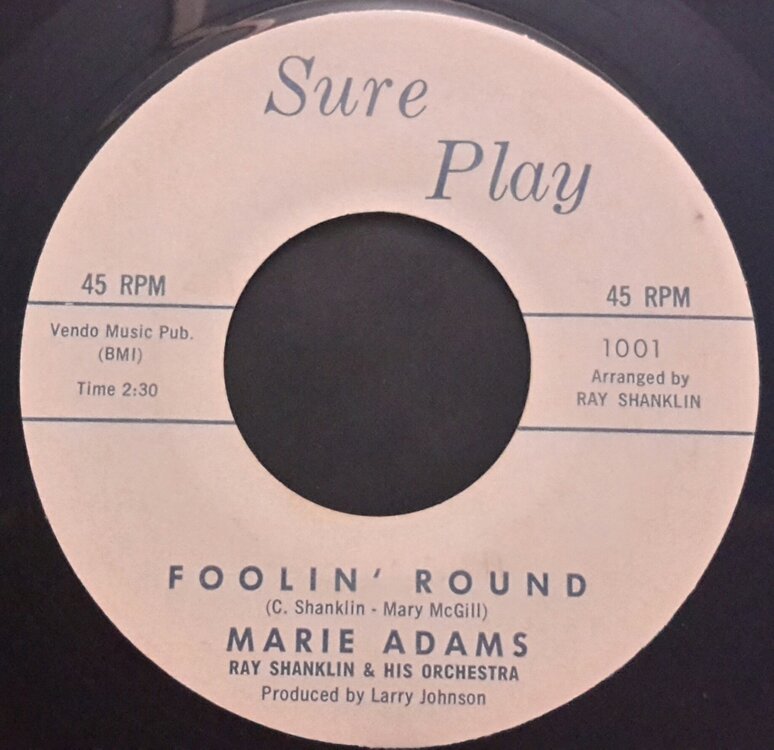 Sure
Play
45 RPM
Vendo Music Pub.
(BMI)
Time 2:30
45 RPM
1001
Arranged by
RAY SHANKLIN
FOOLIN' ROUND
(C. Shanklin - Mary McGill)
MARIE ADAMS
RAY SHANKLIN & HIS ORCHESTRA
Produced by Larry Johnson